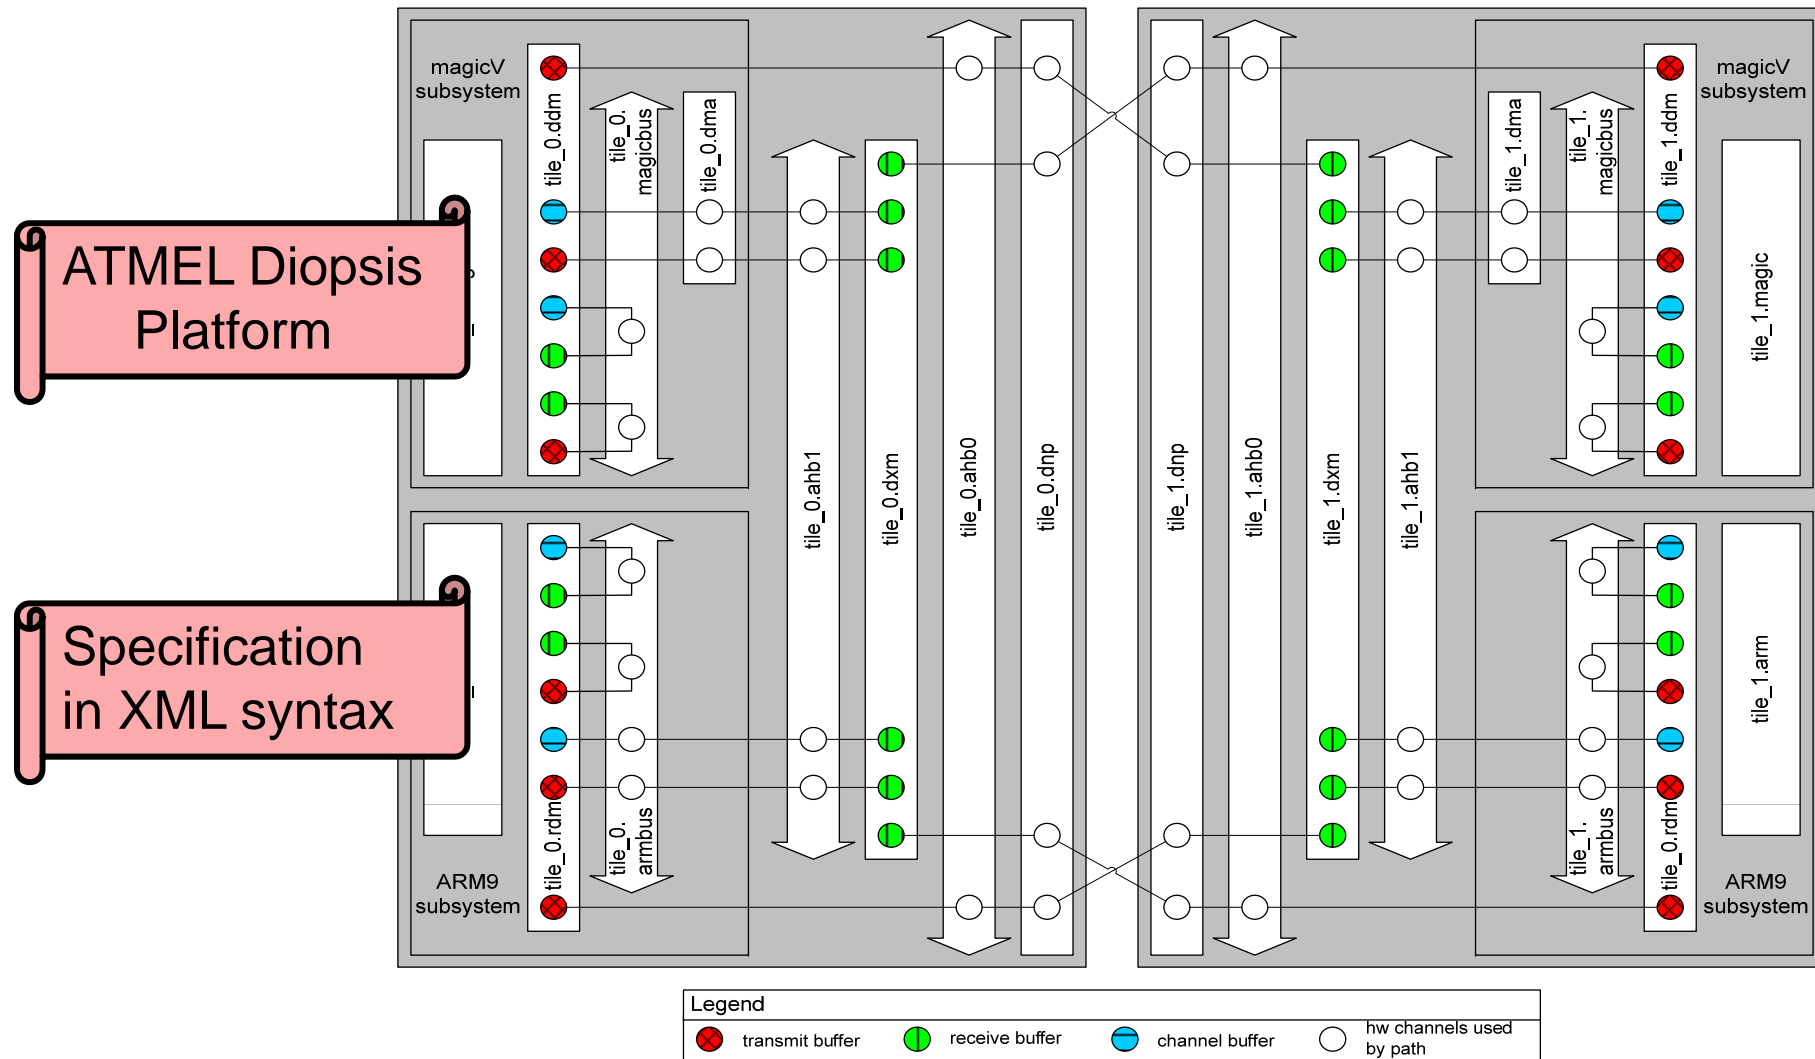 ATMEL Diopsis
Platform
Specification
in XML syntax
magicV
subsystem
tile_0.ddm
tile_0.
magicbus
tile_0.dma
tile_0.ahb1
tile_0.dxm
tile_0.ahb0
tile_0.dnp
ARM9
subsystem
tile_0.rdm
tile_0.
armbus
tile_1.dnp
tile_1.ahb0
tile_1.dxm
tile_1.ahb1
tile_1.dma
tile_1.
magicbus
tile_1.ddm
magicV
subsystem
tile_1.magic
tile_1.
armbus
tile_0.rdm
tile_1.arm
ARM9
subsystem
Legend
transmit buffer
receive buffer
channel buffer
hw channels used
by path